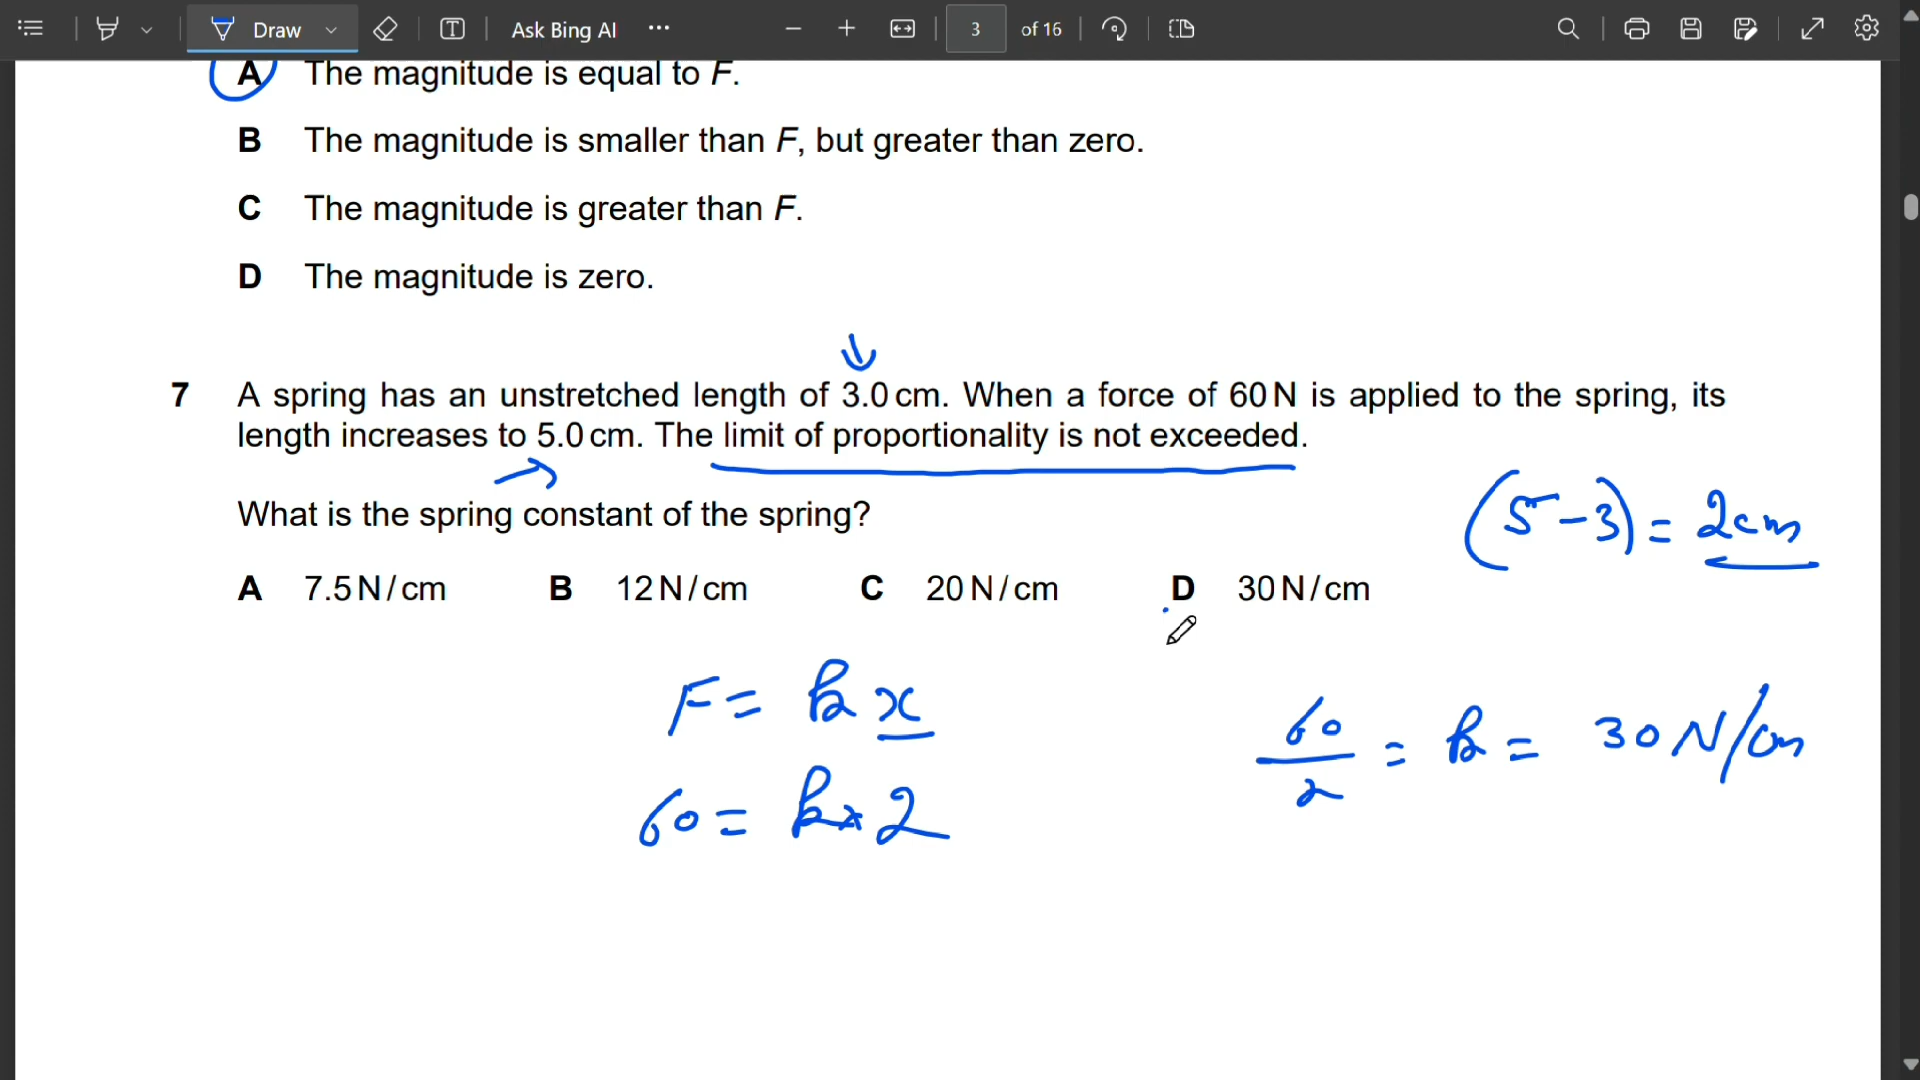 Draw
Ask Bing AI
3 of 16
A The magnitude is equal to F.
B The magnitude is smaller than F, but greater than zero.
C The magnitude is greater than F.
D The magnitude is zero.
7 A spring has an unstretched length of 3.0 cm. When a force of 60 N is applied to the spring, its
length increases to 5.0 cm. The limit of proportionality is not exceeded.
What is the spring constant of the spring?
(5-3) = 2cm
A 7.5 N/cm B 12 N/cm C 20 N/cm D 30 N/cm
F = kx
60 = k x 2
60/2 = k = 30 N/cm